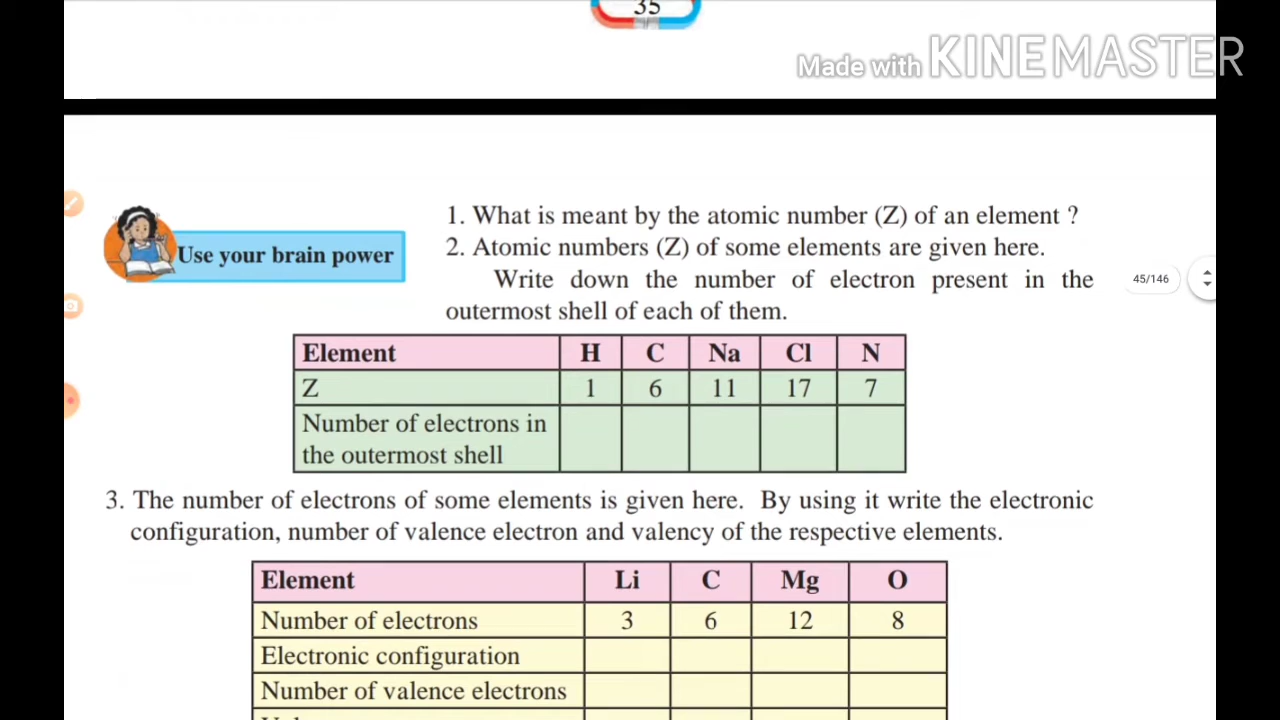 35
Made with KINEMASTER
1. What is meant by the atomic number (Z) of an element ?
Use your brain power
2. Atomic numbers (Z) of some elements are given here.
Write down the number of electron present in the
45/146
outermost shell of each of them.
Element H C Na Cl N
Z 1 6 11 17 7
Number of electrons in
the outermost shell
3. The number of electrons of some elements is given here. By using it write the electronic
configuration, number of valence electron and valency of the respective elements.
Element Li C Mg O
Number of electrons 3 6 12 8
Electronic configuration
Number of valence electrons